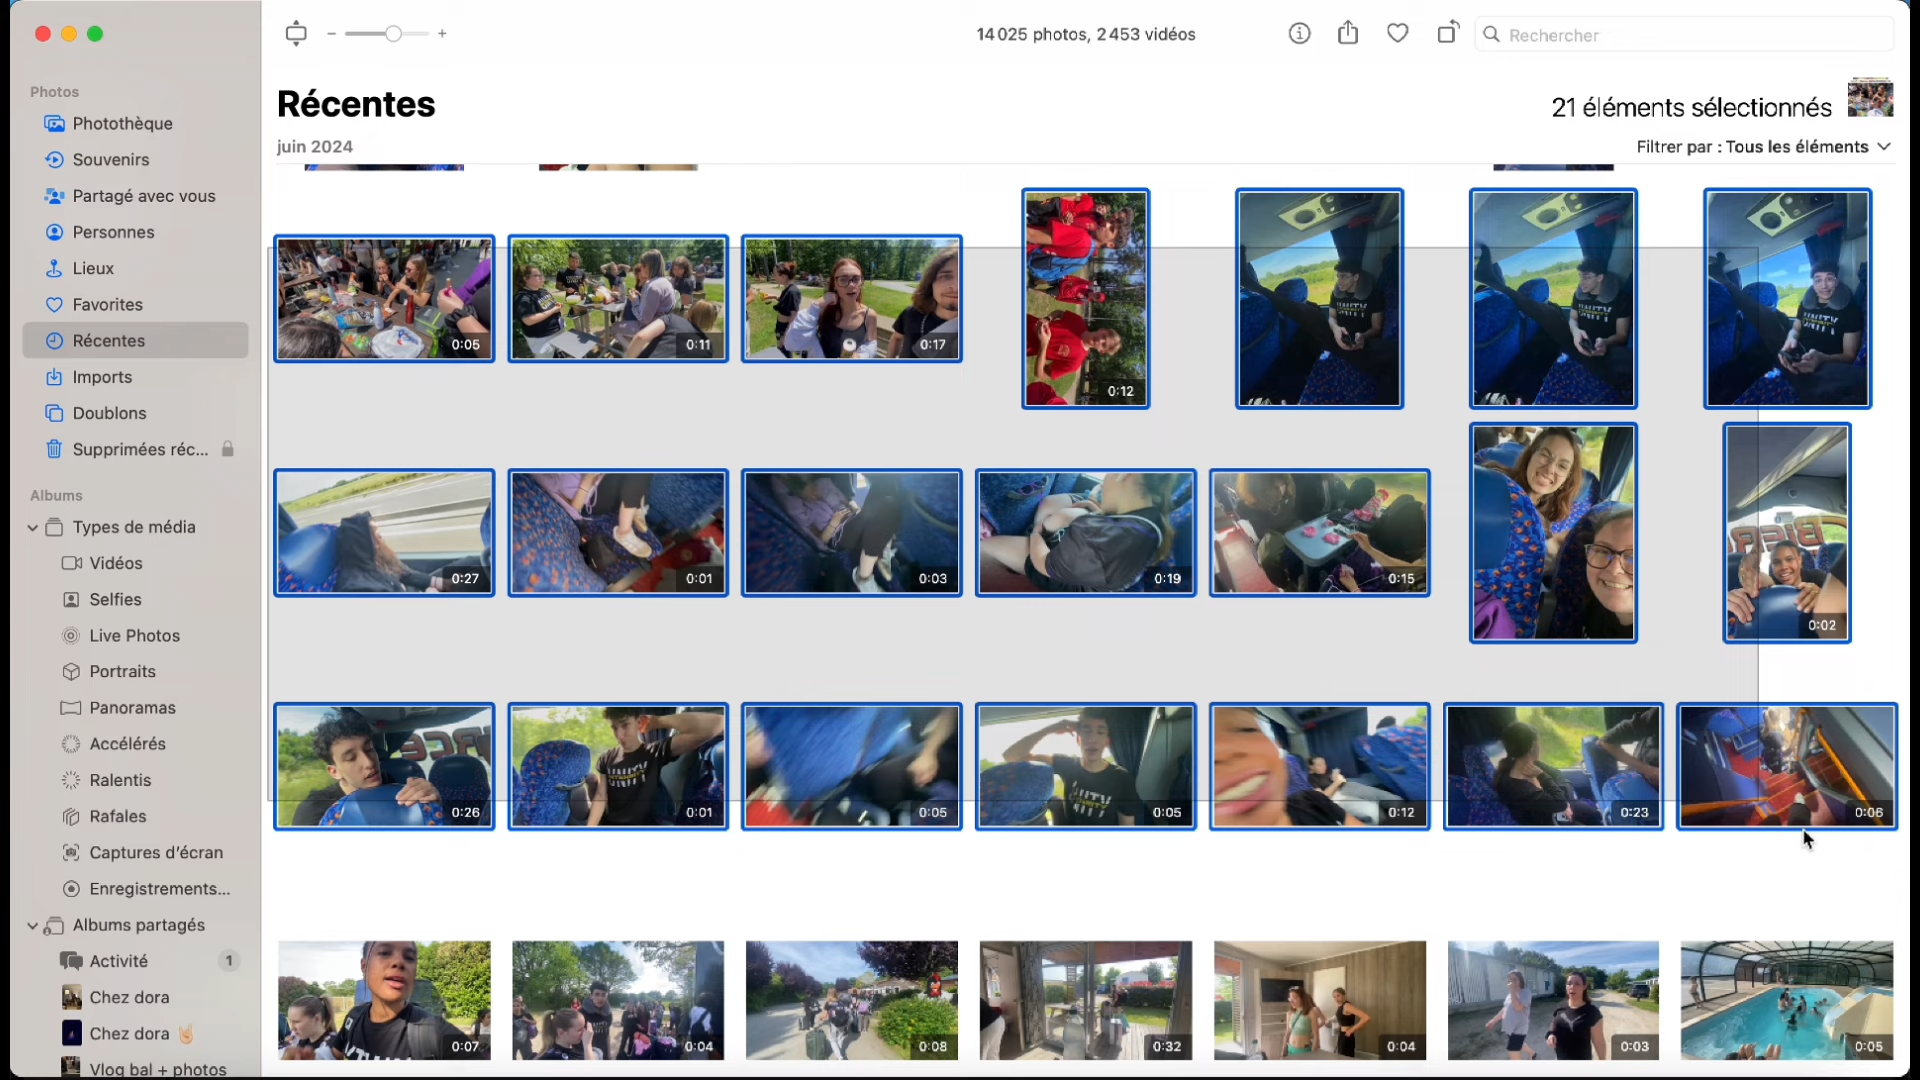 14 025 photos, 2 453 vidéos
Rechercher
Photos
Photothèque
Souvenirs
Partagé avec vous
Personnes
Lieux
Favorites
Récentes
Imports
Doublons
Supprimées réc...
Albums
Types de média
Vidéos
Selfies
Live Photos
Portraits
Panoramas
Accélérés
Ralentis
Rafales
Captures d'écran
Enregistrements...
Albums partagés
Activité 1
Chez dora
Chez dora 🤘🏻
Vlog bal + photos
Récentes
21 éléments sélectionnés
juin 2024
Filtrer par : Tous les éléments
0:05
0:11
0:17
0:12
0:27
0:01
0:03
0:19
0:15
0:02
0:26
0:01
0:05
0:05
0:12
0:23
0:06
0:07
0:04
0:08
0:32
0:04
0:03
0:05